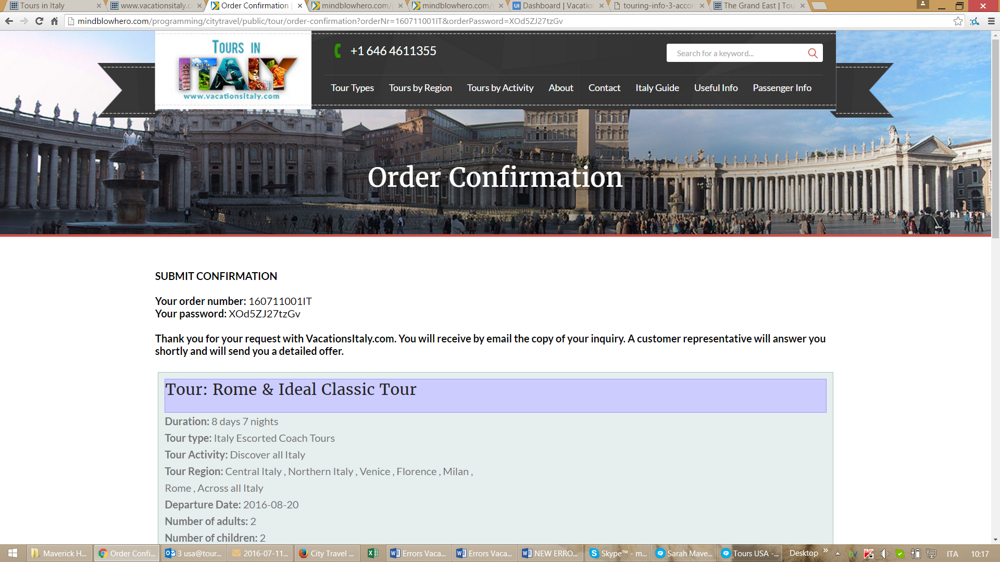 Tours in Italy
www.vacationsitaly.c
Order Confirmation
mindblowhero.com/
mindblowhero.com/
Dashboard | Vacatio
touring-info-3-accor
The Grand East | Tou
mindblowhero.com/programming/citytravel/public/tour/order-confirmation?orderNr=160711001IT&orderPassword=XOd5ZJ27tzGv
TOURS IN
ITALY
www.vacationsitaly.com
+1 646 4611355
Search for a keyword...
Tour Types
Tours by Region
Tours by Activity
About
Contact
Italy Guide
Useful Info
Passenger Info
Order Confirmation
SUBMIT CONFIRMATION
Your order number: 160711001IT
Your password: XOd5ZJ27tzGv
Thank you for your request with VacationsItaly.com. You will receive by email the copy of your inquiry. A customer representative will answer you
shortly and will send you a detailed offer.
Tour: Rome & Ideal Classic Tour
Duration: 8 days 7 nights
Tour type: Italy Escorted Coach Tours
Tour Activity: Discover all Italy
Tour Region: Central Italy , Northern Italy , Venice , Florence , Milan ,
Rome , Across all Italy
Departure Date: 2016-08-20
Number of adults: 2
Number of children: 2
Maverick H...
Order Confi...
3 usa@tour...
2016-07-11...
City Travel ...
Errors Vaca...
Errors Vaca...
NEW ERRO...
Skype™ - m...
Sarah Mave...
Tours USA -...
Desktop
ITA
10:17